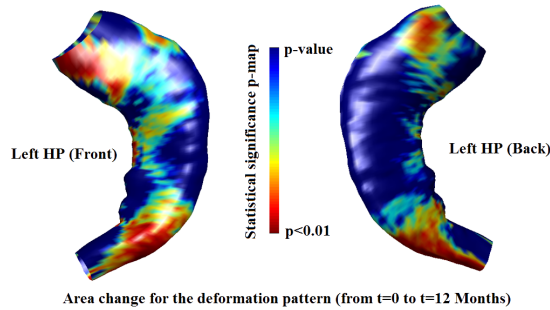 p-value
Statistical significance p-map
Left HP (Front)
Left HP (Back)
p<0.01
Area change for the deformation pattern (from t=0 to t=12 Months)